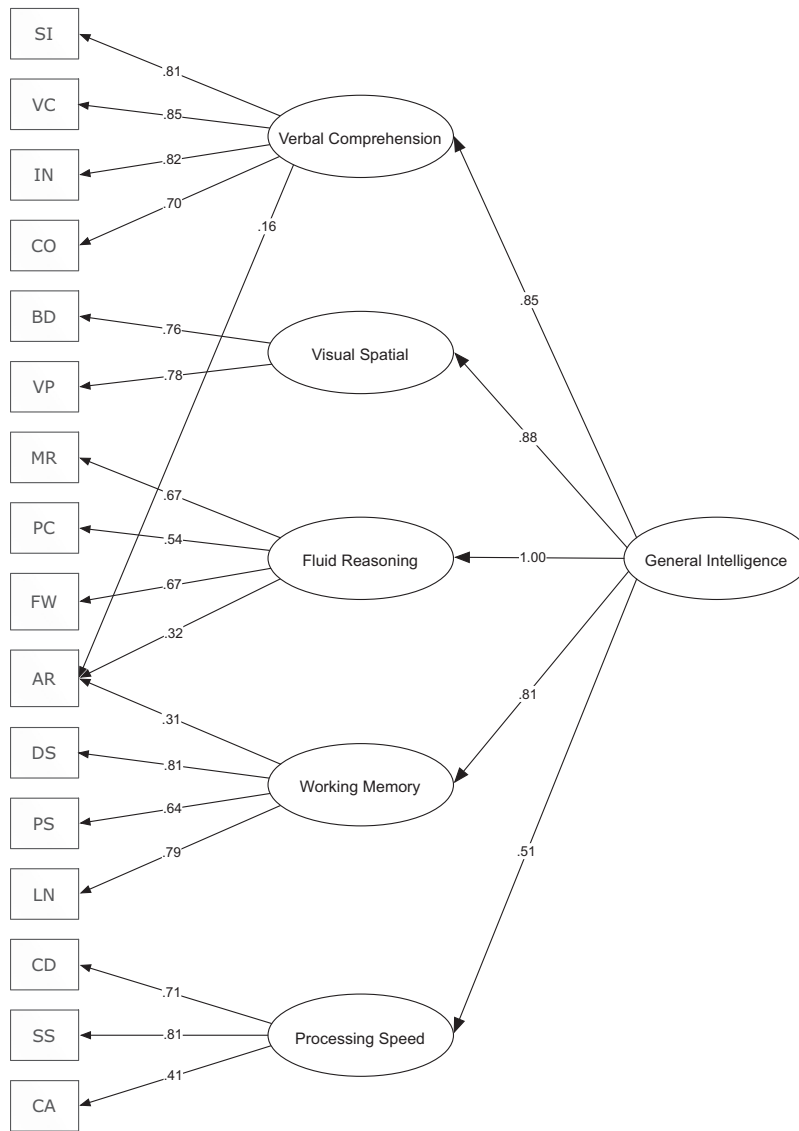 SI
.81
VC
.85
Verbal Comprehension
IN
.82
CO
.70
.16
.85
BD
.76
Visual Spatial
VP
.78
.88
MR
.67
PC
.54
Fluid Reasoning
1.00
General Intelligence
FW
.67
.32
AR
.31
.81
DS
.81
Working Memory
PS
.64
.79
LN
.51
CD
.71
SS
.81
Processing Speed
.41
CA